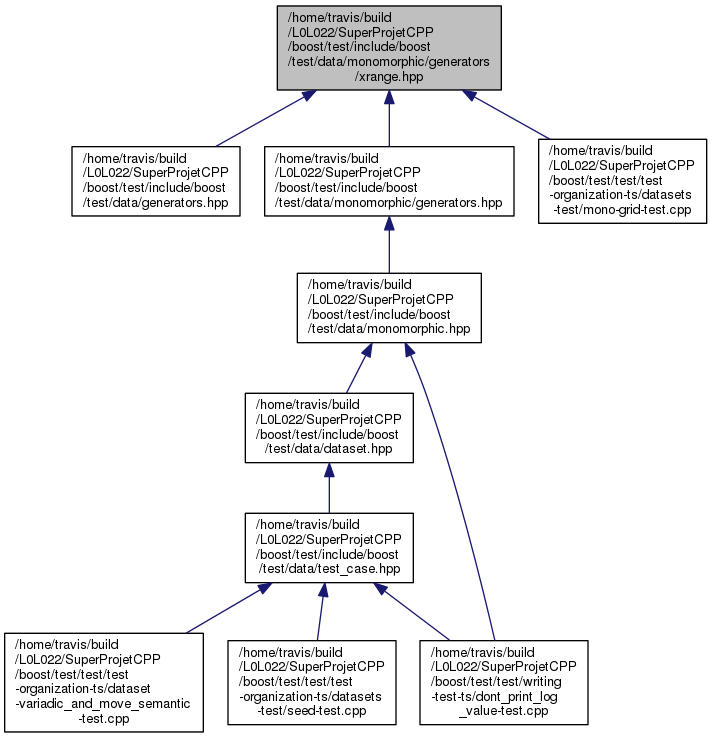 /home/travis/build
/L0L022/SuperProjetCPP
/boost/test/include/boost
/test/data/monomorphic/generators
/xrange.hpp
/home/travis/build
/L0L022/SuperProjetCPP
/boost/test/include/boost
/test/data/generators.hpp
/home/travis/build
/L0L022/SuperProjetCPP
/boost/test/include/boost
/test/data/monomorphic/generators.hpp
/home/travis/build
/L0L022/SuperProjetCPP
/boost/test/test/test
-organization-ts/datasets
-test/mono-grid-test.cpp
/home/travis/build
/L0L022/SuperProjetCPP
/boost/test/include/boost
/test/data/monomorphic.hpp
/home/travis/build
/L0L022/SuperProjetCPP
/boost/test/include/boost
/test/data/dataset.hpp
/home/travis/build
/L0L022/SuperProjetCPP
/boost/test/include/boost
/test/data/test_case.hpp
/home/travis/build
/L0L022/SuperProjetCPP
/boost/test/test/test
-organization-ts/dataset
-variadic_and_move_semantic
-test.cpp
/home/travis/build
/L0L022/SuperProjetCPP
/boost/test/test/test
-organization-ts/datasets
-test/seed-test.cpp
/home/travis/build
/L0L022/SuperProjetCPP
/boost/test/test/writing
-test-ts/dont_print_log
_value-test.cpp